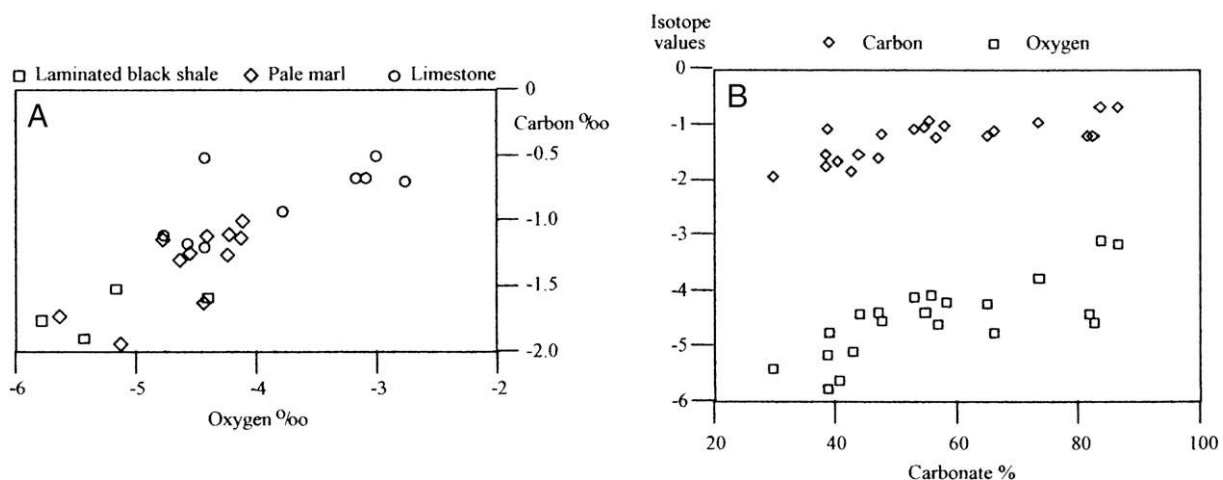 Laminated black shale Pale marl Limestone
A
0
Carbon ‰
-0.5
-1.0
-1.5
-2.0
-6 -5 -4 -3 -2
Oxygen ‰
Isotope
values
Carbon Oxygen
B
0
-1
-2
-3
-4
-5
-6
20 40 60 80 100
Carbonate %